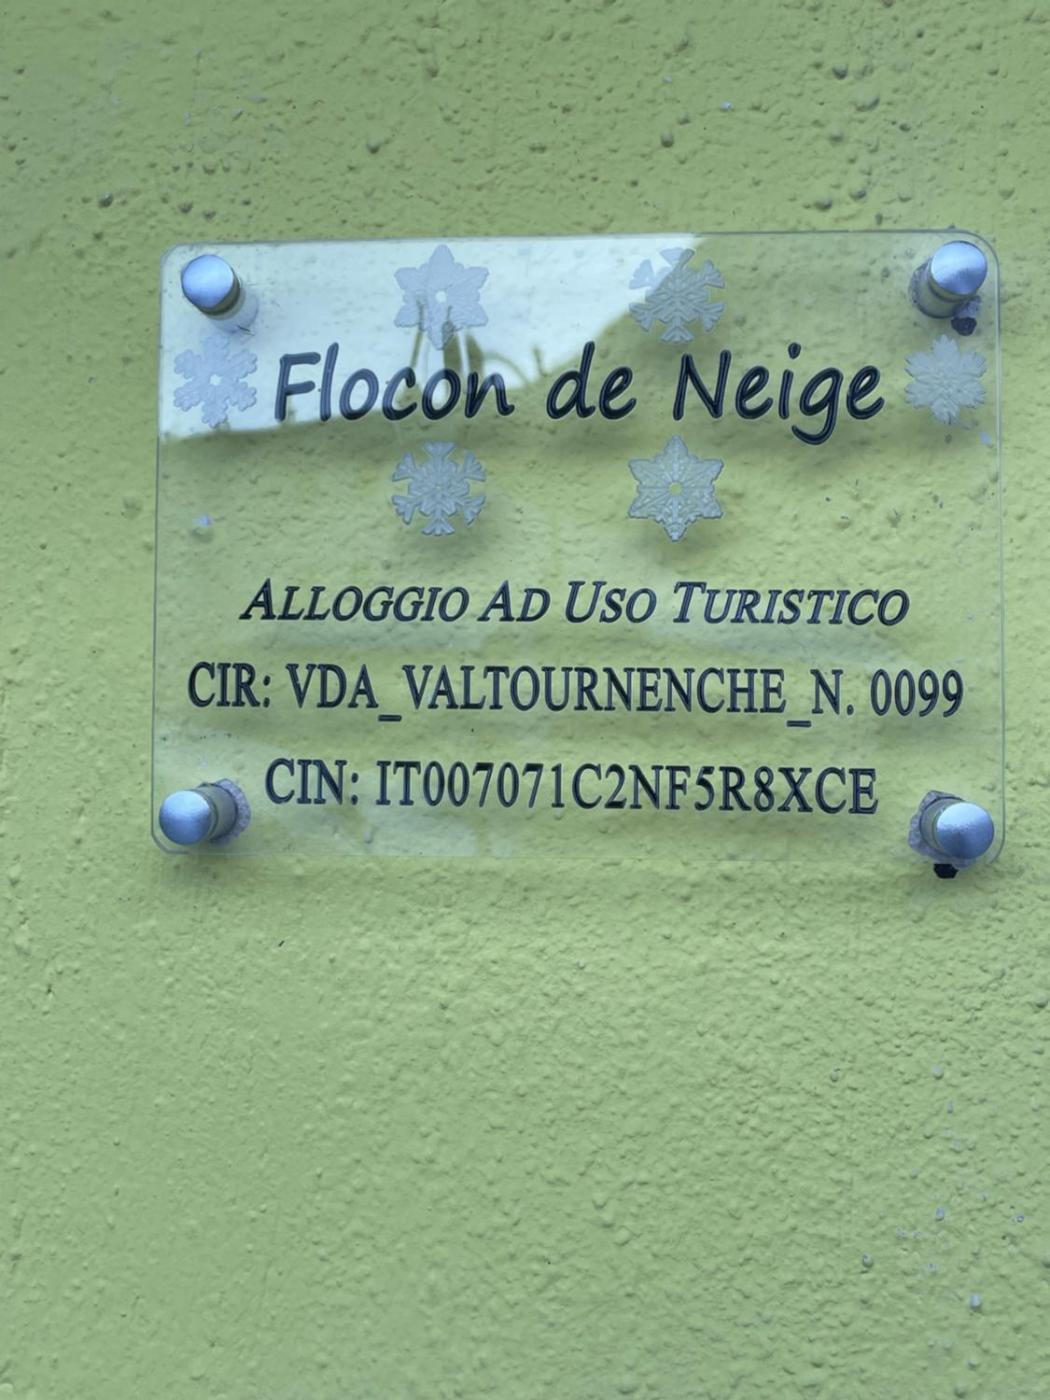 Flocon de Neige
ALLOGGIO AD USO TURISTICO
CIR: VDA_VALTOURNENCHE_N. 0099
CIN: IT007071C2NF5R8XCE